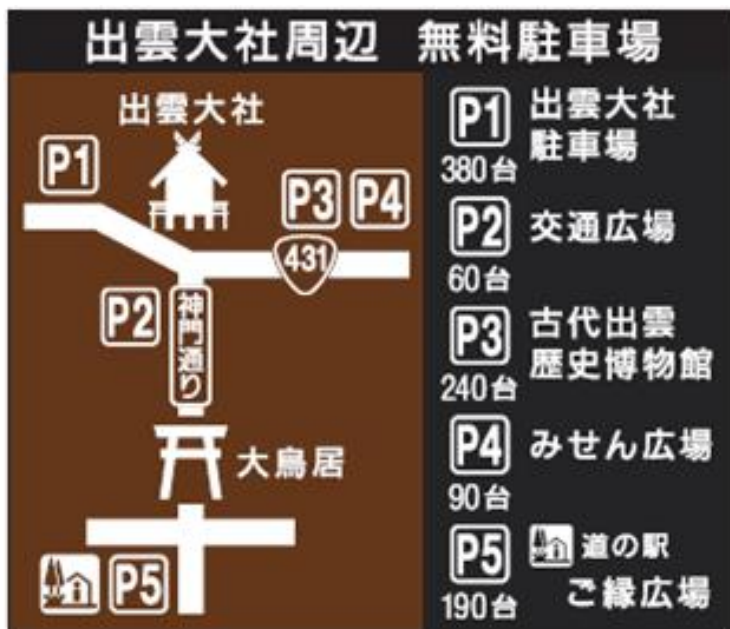 出雲大社周辺 無料駐車場
出雲大社
P1
P3 P4
431
P2
神門通り
大鳥居
P5
P1 出雲大社
駐車場
380台
P2 交通広場
60台
P3 古代出雲
歴史博物館
240台
P4 みせん広場
90台
P5 道の駅
ご縁広場
190台